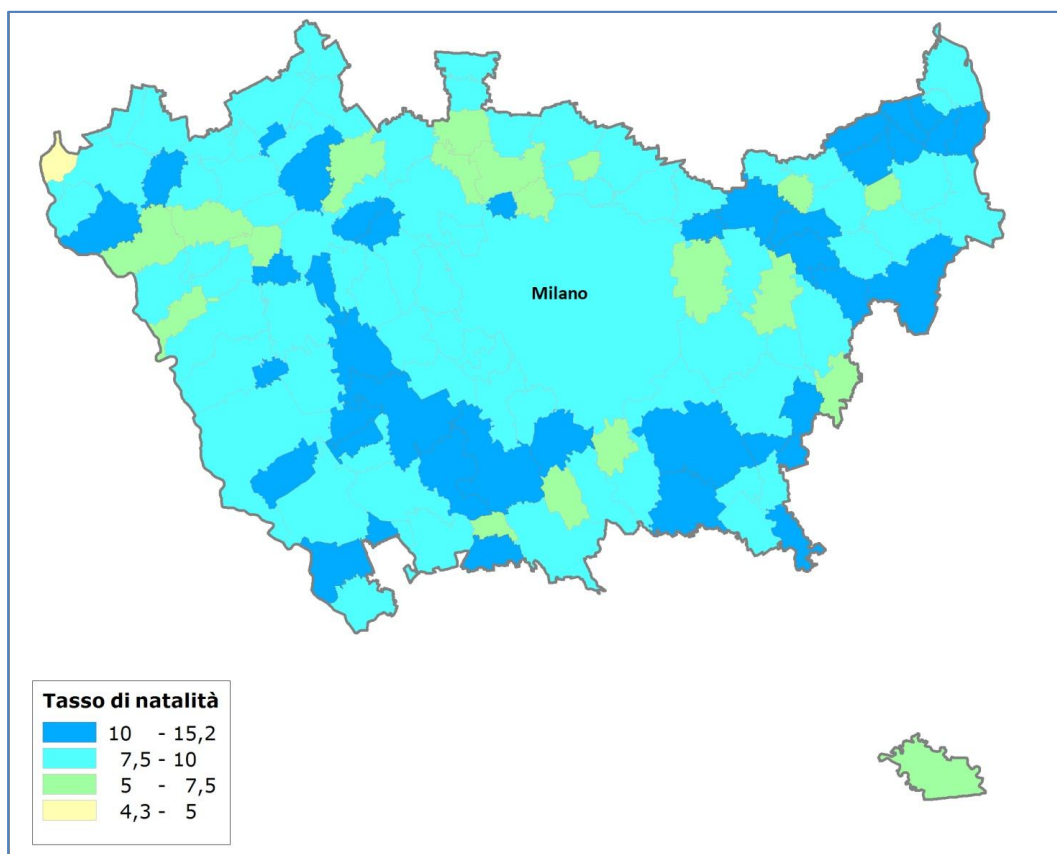 Milano
Tasso di natalità
10 - 15,2
7,5 - 10
5 - 7,5
4,3 - 5